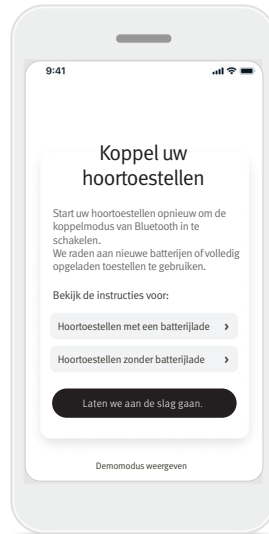 9:41
Koppel uw
hoortoestellen
Start uw hoortoestellen opnieuw om de
koppelmodus van Bluetooth in te
schakelen.
We raden aan nieuwe batterijen of volledig
opgeladen toestellen te gebruiken.
Bekijk de instructies voor:
Hoortoestellen met een batterijlade
Hoortoestellen zonder batterijlade
Laten we aan de slag gaan.
Demomodus weergeven